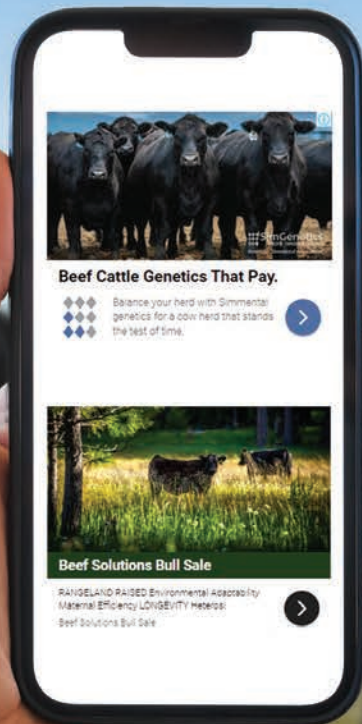 SimGenetics
Beef Cattle Genetics That Pay.
Balance your herd with Simmental
genetics for a cow herd that stands
the test of time.
Beef Solutions Bull Sale
RANGELAND RAISED Environmental Adaptability
Maternal Efficiency LONGEVITY Heterosi
Beef Solutions Bull Sale